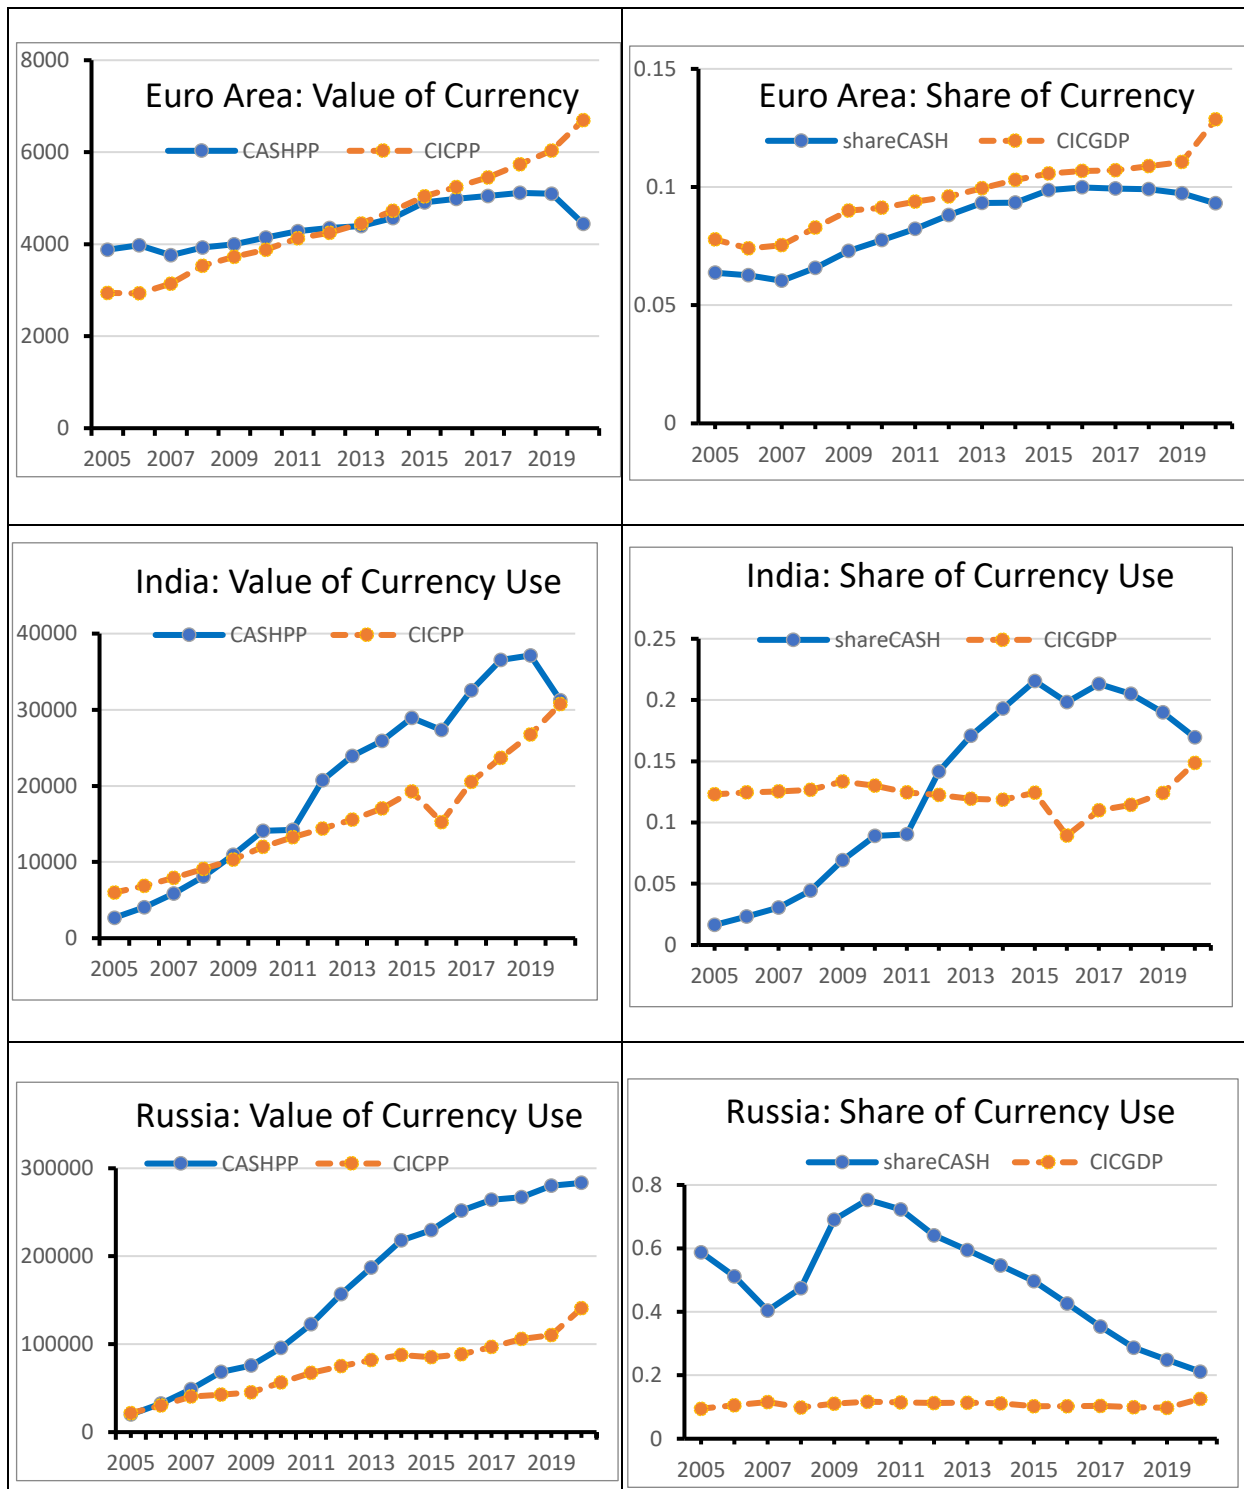 Euro Area: Value of Currency
CASHPP CICPP
8000
6000
4000
2000
0
2005 2007 2009 2011 2013 2015 2017 2019
Euro Area: Share of Currency
shareCASH CICGDP
0.15
0.1
0.05
0
2005 2007 2009 2011 2013 2015 2017 2019
India: Value of Currency Use
CASHPP CICPP
40000
30000
20000
10000
0
2005 2007 2009 2011 2013 2015 2017 2019
India: Share of Currency Use
shareCASH CICGDP
0.25
0.2
0.15
0.1
0.05
0
2005 2007 2009 2011 2013 2015 2017 2019
Russia: Value of Currency Use
CASHPP CICPP
300000
200000
100000
0
2005 2007 2009 2011 2013 2015 2017 2019
Russia: Share of Currency Use
shareCASH CICGDP
0.8
0.6
0.4
0.2
0
2005 2007 2009 2011 2013 2015 2017 2019